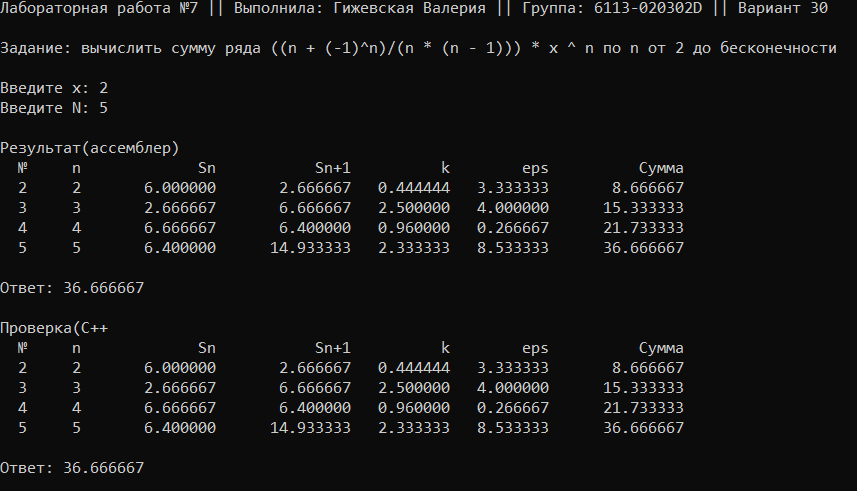 Лабораторная работа №7 || Выполнила: Гижевская Валерия || Группа: 6113-020302D || Вариант 30
Задание: вычислить сумму ряда ((n + (-1)^n)/(n * (n - 1))) * x ^ n по n от 2 до бесконечности
Введите x: 2
Введите N: 5
Результат(ассемблер)
№ n Sn Sn+1 k eps Сумма
2 2 6.000000 2.666667 0.444444 3.333333 8.666667
3 3 2.666667 6.666667 2.500000 4.000000 15.333333
4 4 6.666667 6.400000 0.960000 0.266667 21.733333
5 5 6.400000 14.933333 2.333333 8.533333 36.666667
Ответ: 36.666667
Проверка(C++
№ n Sn Sn+1 k eps Сумма
2 2 6.000000 2.666667 0.444444 3.333333 8.666667
3 3 2.666667 6.666667 2.500000 4.000000 15.333333
4 4 6.666667 6.400000 0.960000 0.266667 21.733333
5 5 6.400000 14.933333 2.333333 8.533333 36.666667
Ответ: 36.666667